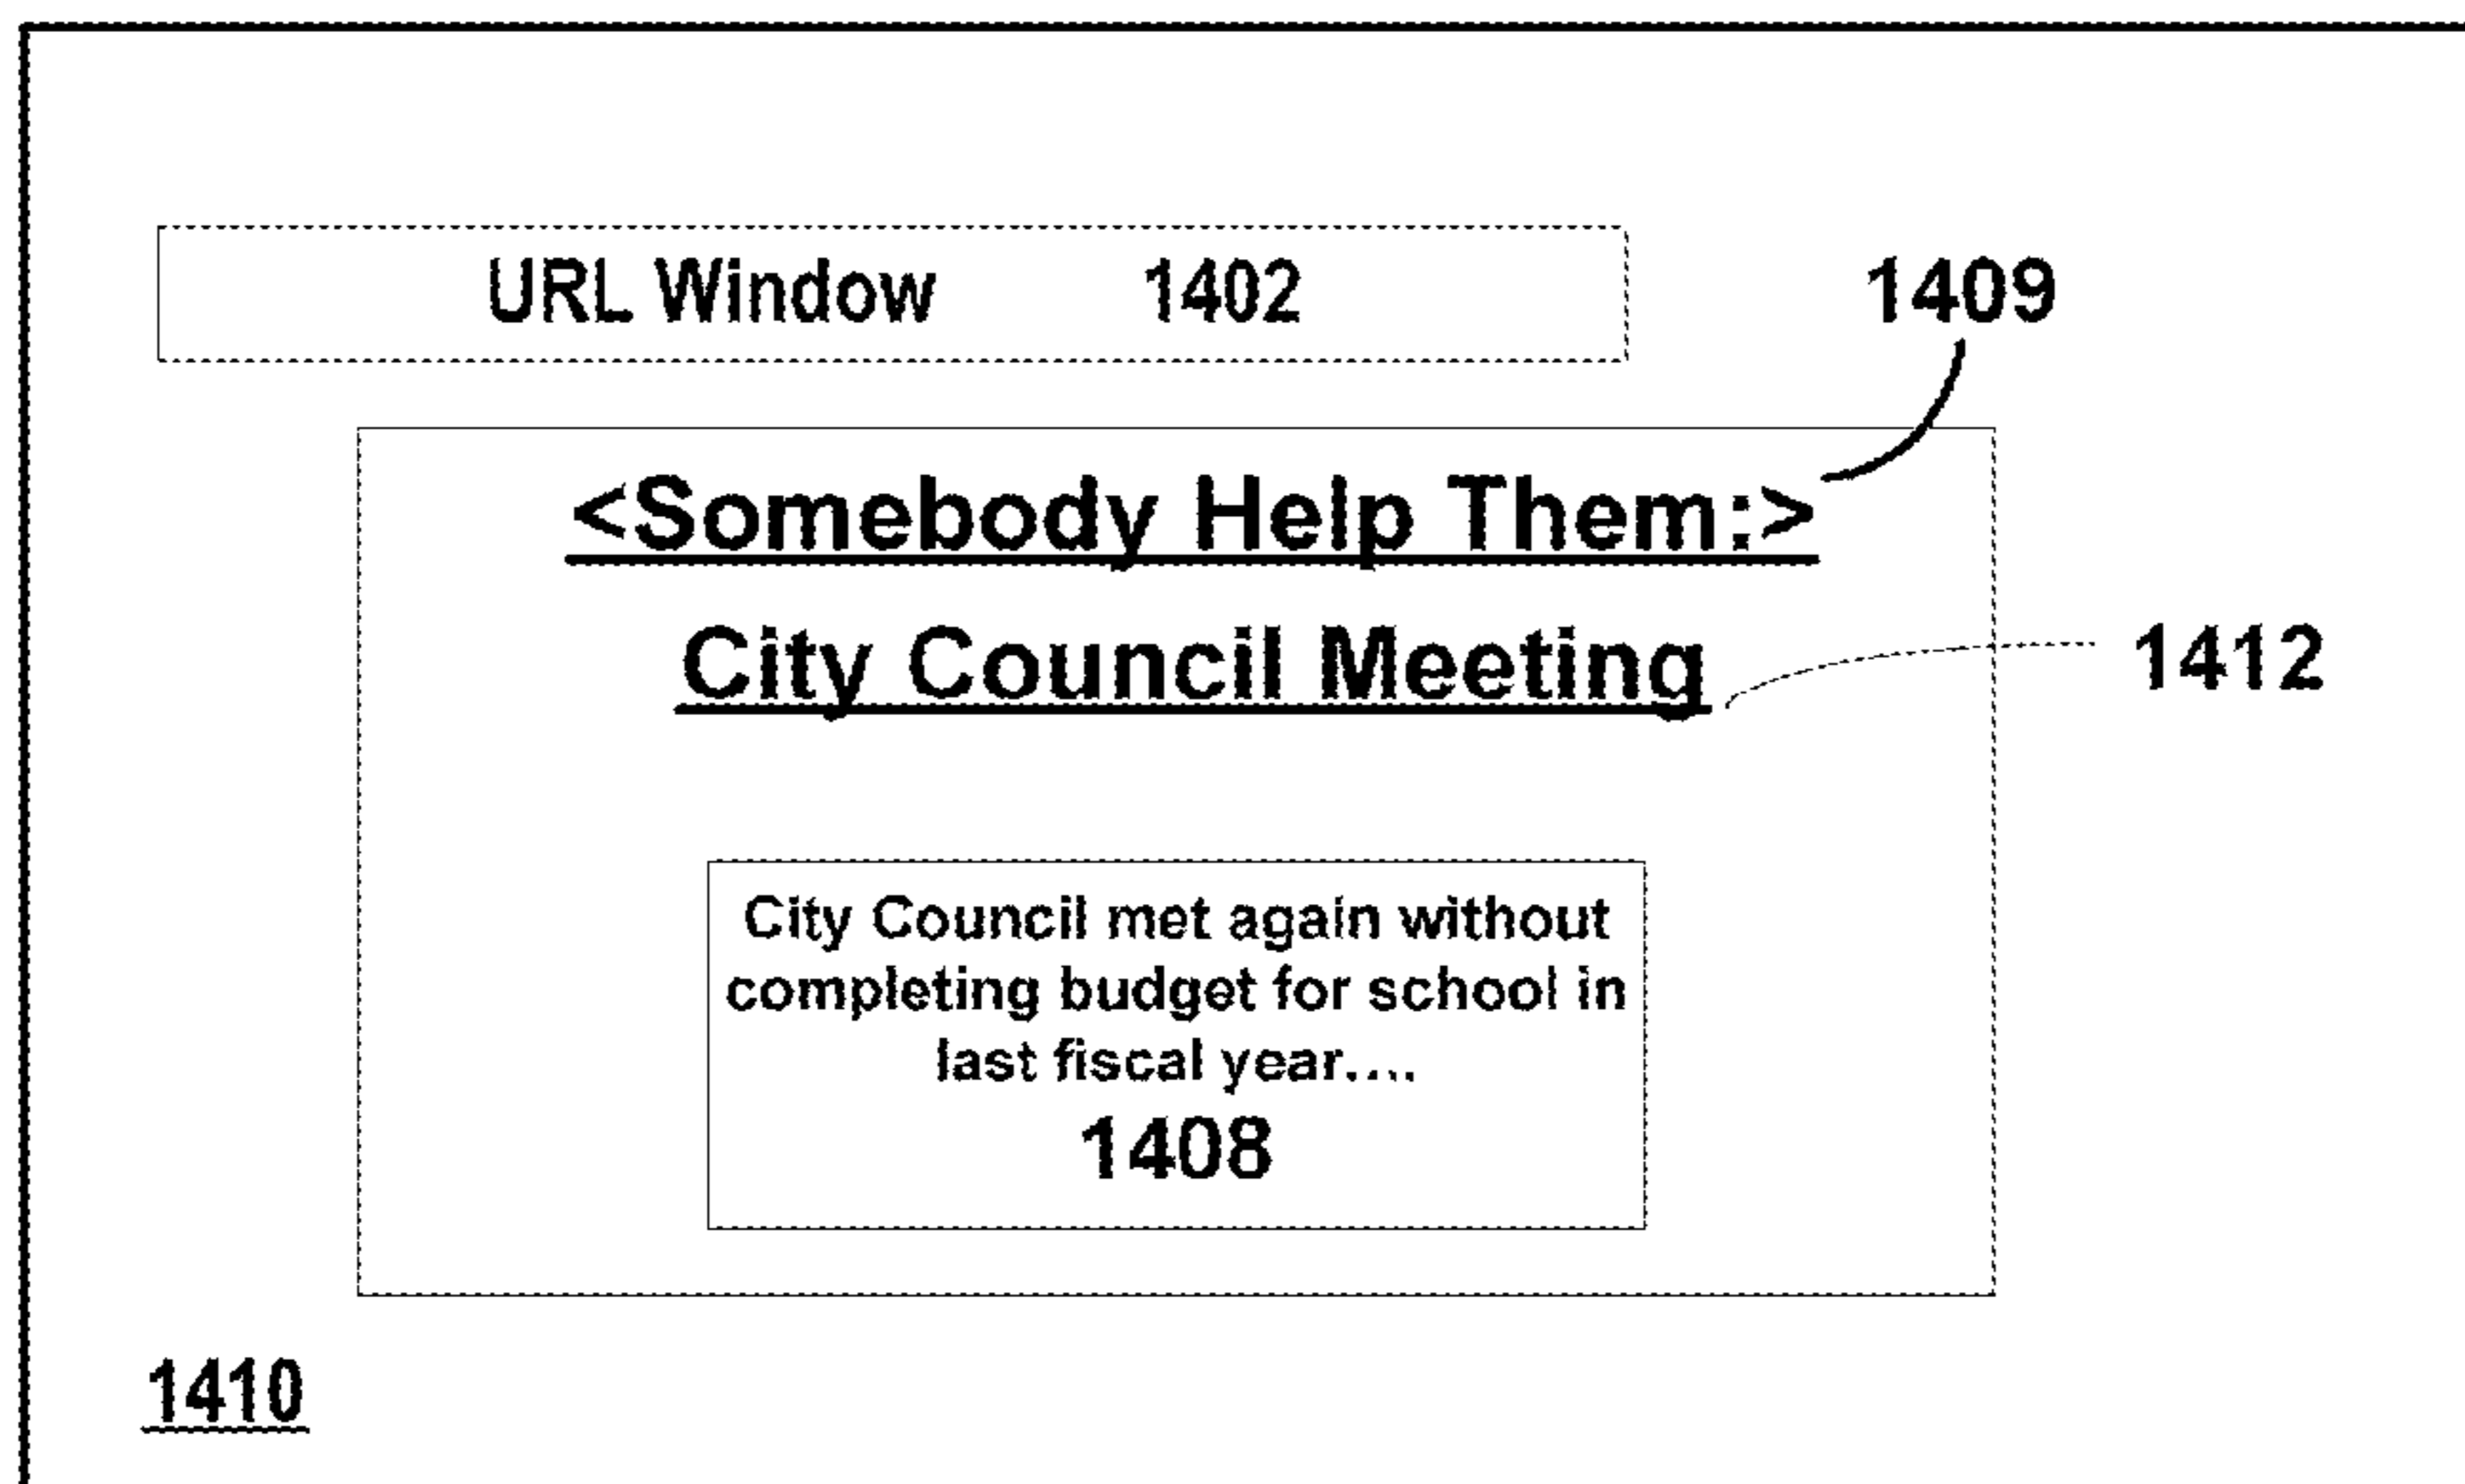 URL Window 1402
1409
<Somebody Help Them:>
City Council Meeting
1412
City Council met again without
completing budget for school in
last fiscal year....
1408
1410